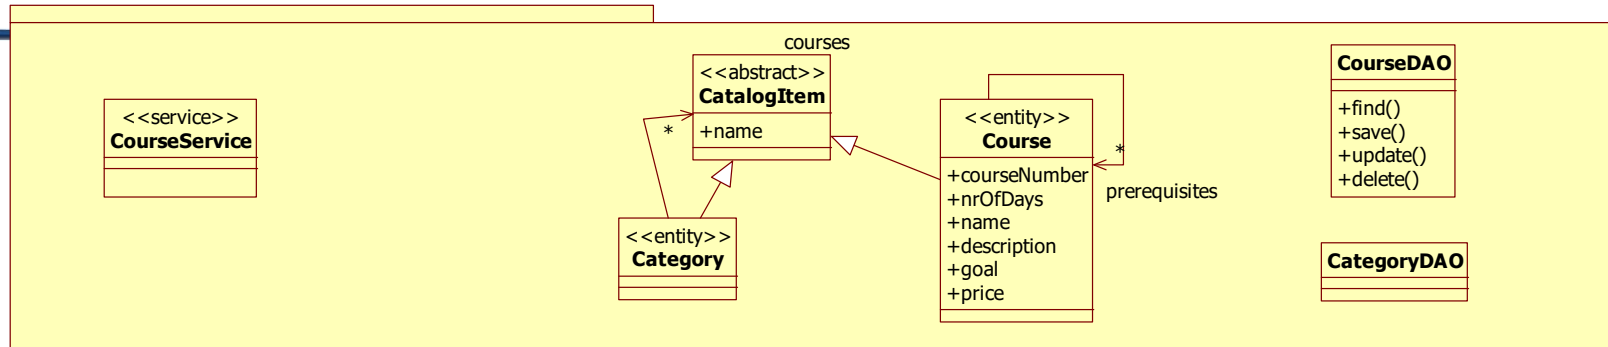 courses
<<service>>
CourseService
<<abstract>>
CatalogItem
+name
*
<<entity>>
Category
<<entity>>
Course
+courseNumber
+nrOfDays
+name
+description
+goal
+price
*
prerequisites
CourseDAO
+find()
+save()
+update()
+delete()
CategoryDAO